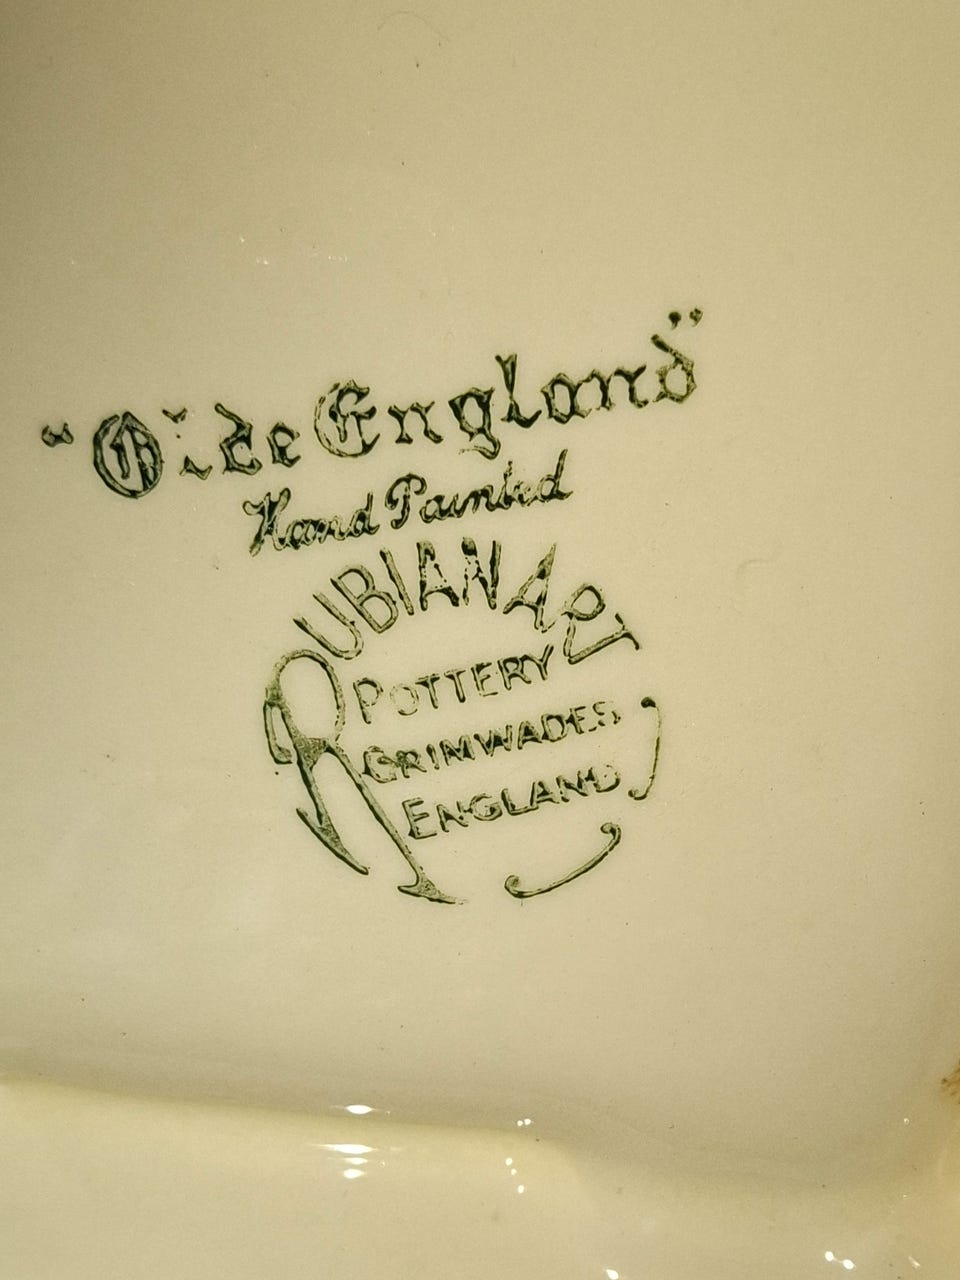 "Olde England"
Hand Painted
RUBIAN ART
POTTERY
GRIMWADES
ENGLAND